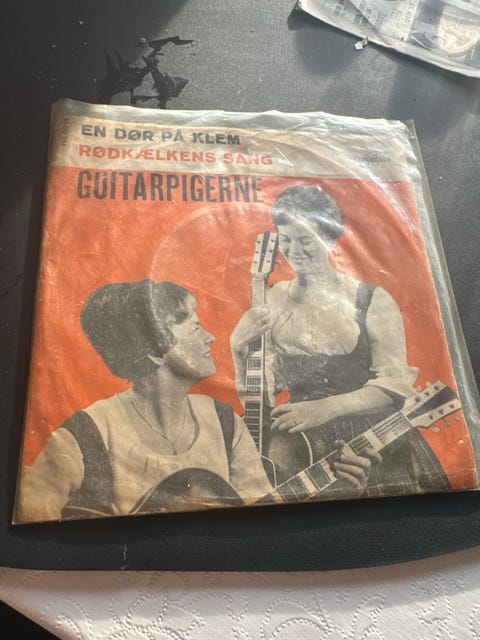 EN DØR PÅ KLEM
RØDKÆLKENS SANG
Columbia
GUITARPIGERNE